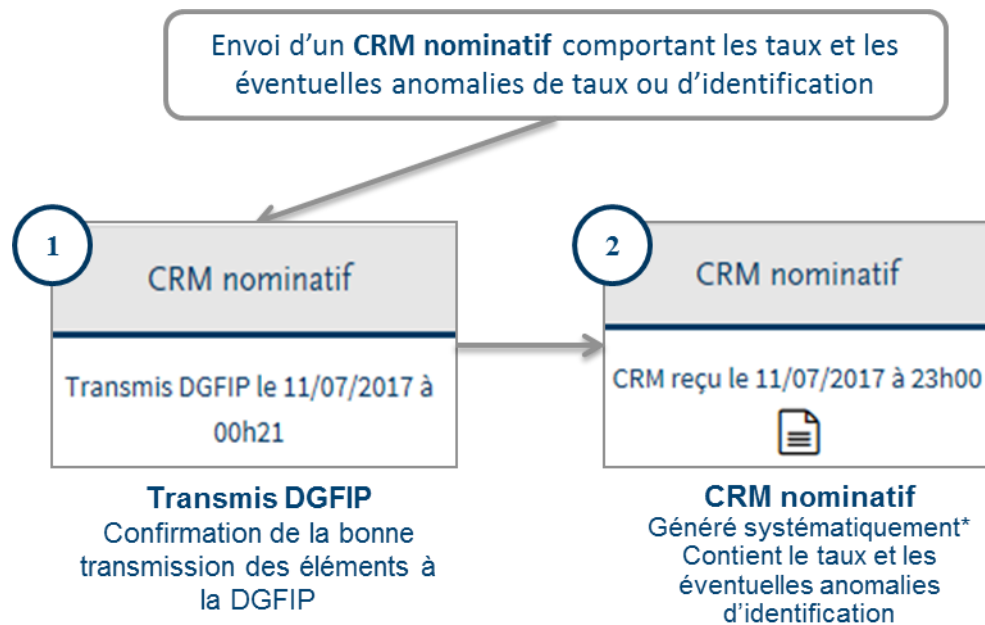 Envoi d’un CRM nominatif comportant les taux et les
éventuelles anomalies de taux ou d’identification
1
CRM nominatif
Transmis DGFIP le 11/07/2017 à
00h21
Transmis DGFIP
Confirmation de la bonne
transmission des éléments à
la DGFIP
2
CRM nominatif
CRM reçu le 11/07/2017 à 23h00
CRM nominatif
Généré systématiquement*
Contient le taux et les
éventuelles anomalies
d’identification